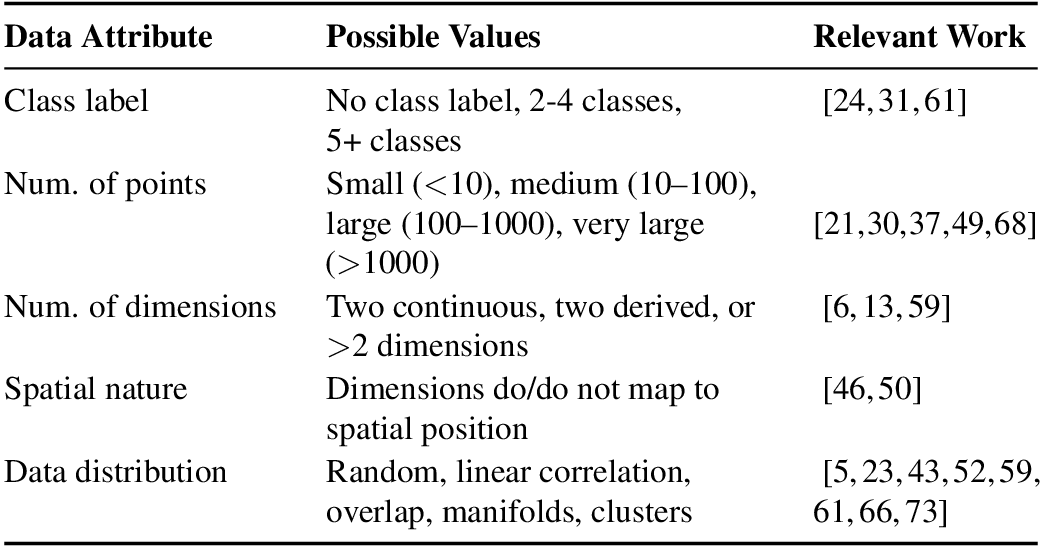 Data Attribute Possible Values Relevant Work
Class label No class label, 2-4 classes, [24,31,61]
5+ classes
Num. of points Small (<10), medium (10–100),
large (100–1000), very large [21,30,37,49,68]
(>1000)
Num. of dimensions Two continuous, two derived, or [6,13,59]
>2 dimensions
Spatial nature Dimensions do/do not map to [46,50]
spatial position
Data distribution Random, linear correlation, [5,23,43,52,59,
overlap, manifolds, clusters 61,66,73]